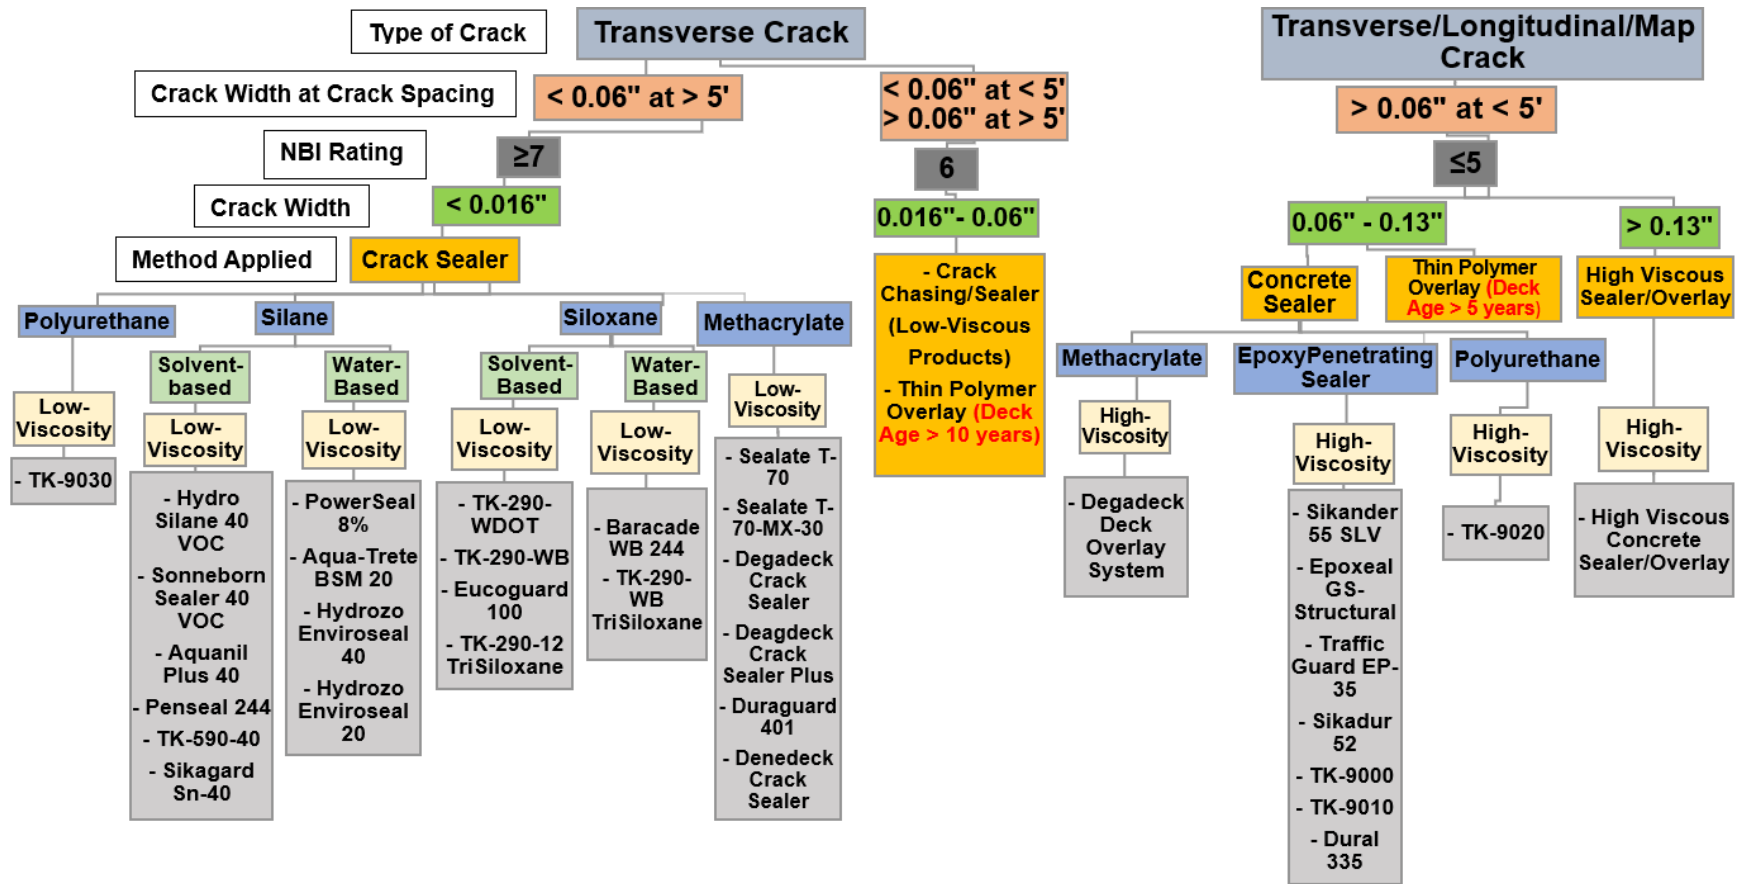 Type of Crack
Transverse Crack
Transverse/Longitudinal/Map
Crack
Crack Width at Crack Spacing
< 0.06" at > 5'
< 0.06" at < 5'
> 0.06" at > 5'
> 0.06" at < 5'
NBI Rating
≥7
6
≤5
Crack Width
< 0.016"
0.016"- 0.06"
0.06" - 0.13"
> 0.13"
Method Applied
Crack Sealer
- Crack
Chasing/Sealer
(Low-Viscous
Products)
- Thin Polymer
Overlay (Deck
Age > 10 years)
Concrete
Sealer
Thin Polymer
Overlay (Deck
Age > 5 years)
High Viscous
Sealer/Overlay
Polyurethane
Silane
Siloxane
Methacrylate
Methacrylate
EpoxyPenetrating
Sealer
Polyurethane
Solvent-
based
Water-
Based
Solvent-
Based
Water-
Based
Low-
Viscosity
Low-
Viscosity
Low-
Viscosity
Low-
Viscosity
Low-
Viscosity
Low-
Viscosity
High-
Viscosity
High-
Viscosity
High-
Viscosity
High-
Viscosity
- TK-9030
- Hydro
Silane 40
VOC
- Sonneborn
Sealer 40
VOC
- Aquanil
Plus 40
- Penseal 244
- TK-590-40
- Sikagard
Sn-40
- PowerSeal
8%
- Aqua-Trete
BSM 20
- Hydrozo
Enviroseal
40
- Hydrozo
Enviroseal
20
- TK-290-
WDOT
- TK-290-WB
- Eucoguard
100
- TK-290-12
TriSiloxane
- Baracade
WB 244
- TK-290-
WB
TriSiloxane
- Sealate T-
70
- Sealate T-
70-MX-30
- Degadeck
Crack
Sealer
- Deagdeck
Crack
Sealer Plus
- Duraguard
401
- Denedeck
Crack
Sealer
- Degadeck
Deck
Overlay
System
- Sikander
55 SLV
- Epoxeal
GS-
Structural
- Traffic
Guard EP-
35
- Sikadur
52
- TK-9000
- TK-9010
- Dural
335
- TK-9020
- High Viscous
Concrete
Sealer/Overlay